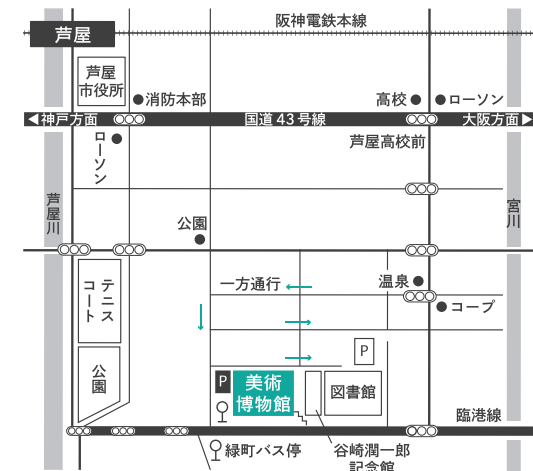 阪神電鉄本線
芦屋
芦屋
市役所
消防本部
高校
ローソン
神戸方面
国道43号線
大阪方面
ローソン
芦屋高校前
芦屋川
宮川
公園
テニス
コート
一方通行
温泉
コープ
公園
P
P
美術
博物館
図書館
臨港線
緑町バス停
谷崎潤一郎
記念館